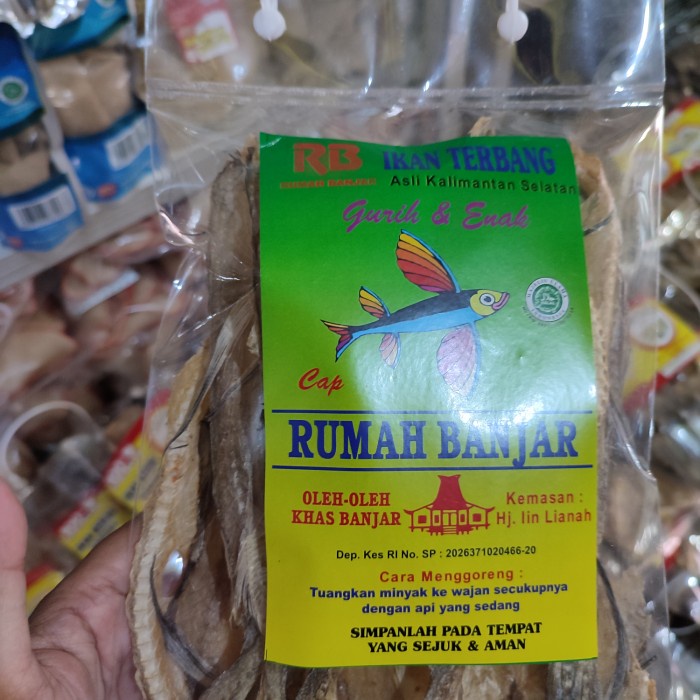 RB IKAN TERBANG
RUMAH BANJAR
Asli Kalimantan Selatan
Gurih & Enak
Cap
RUMAH BANJAR
OLEH-OLEH
KHAS BANJAR
Kemasan :
Hj. Iin Lianah
Dep. Kes RI No. SP : 2026371020466-20
Cara Menggoreng :
Tuangkan minyak ke wajan secukupnya
dengan api yang sedang
SIMPANLAH PADA TEMPAT
YANG SEJUK & AMAN